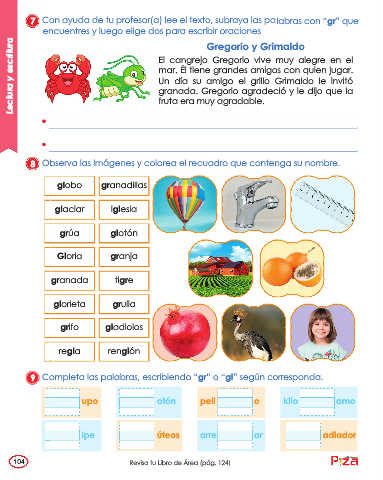 Lectura y escritura
7 Con ayuda de tu profesor(a) lee el texto, subraya las palabras con “gr” que
encuentres y luego elige dos para escribir oraciones
Gregorio y Grimaldo
El cangrejo Gregorio vive muy alegre en el
mar. Él tiene grandes amigos con quien jugar.
Un día su amigo el grillo Grimaldo le invitó
granada. Gregorio agradeció y le dijo que la
fruta era muy agradable.
8 Observa las imágenes y colorea el recuadro que contenga su nombre.
globo granadillas
glaciar iglesia
grúa glotón
Gloria granja
granada tigre
glorieta grulla
grifo gladiolos
regla renglón
9 Completa las palabras, escribiendo “gr” o “gl” según corresponda.
upo otón peli o kilo amo
ipe úteos arre ar adiador
104
Revisa tu Libro de Área (pág. 124)
Piza